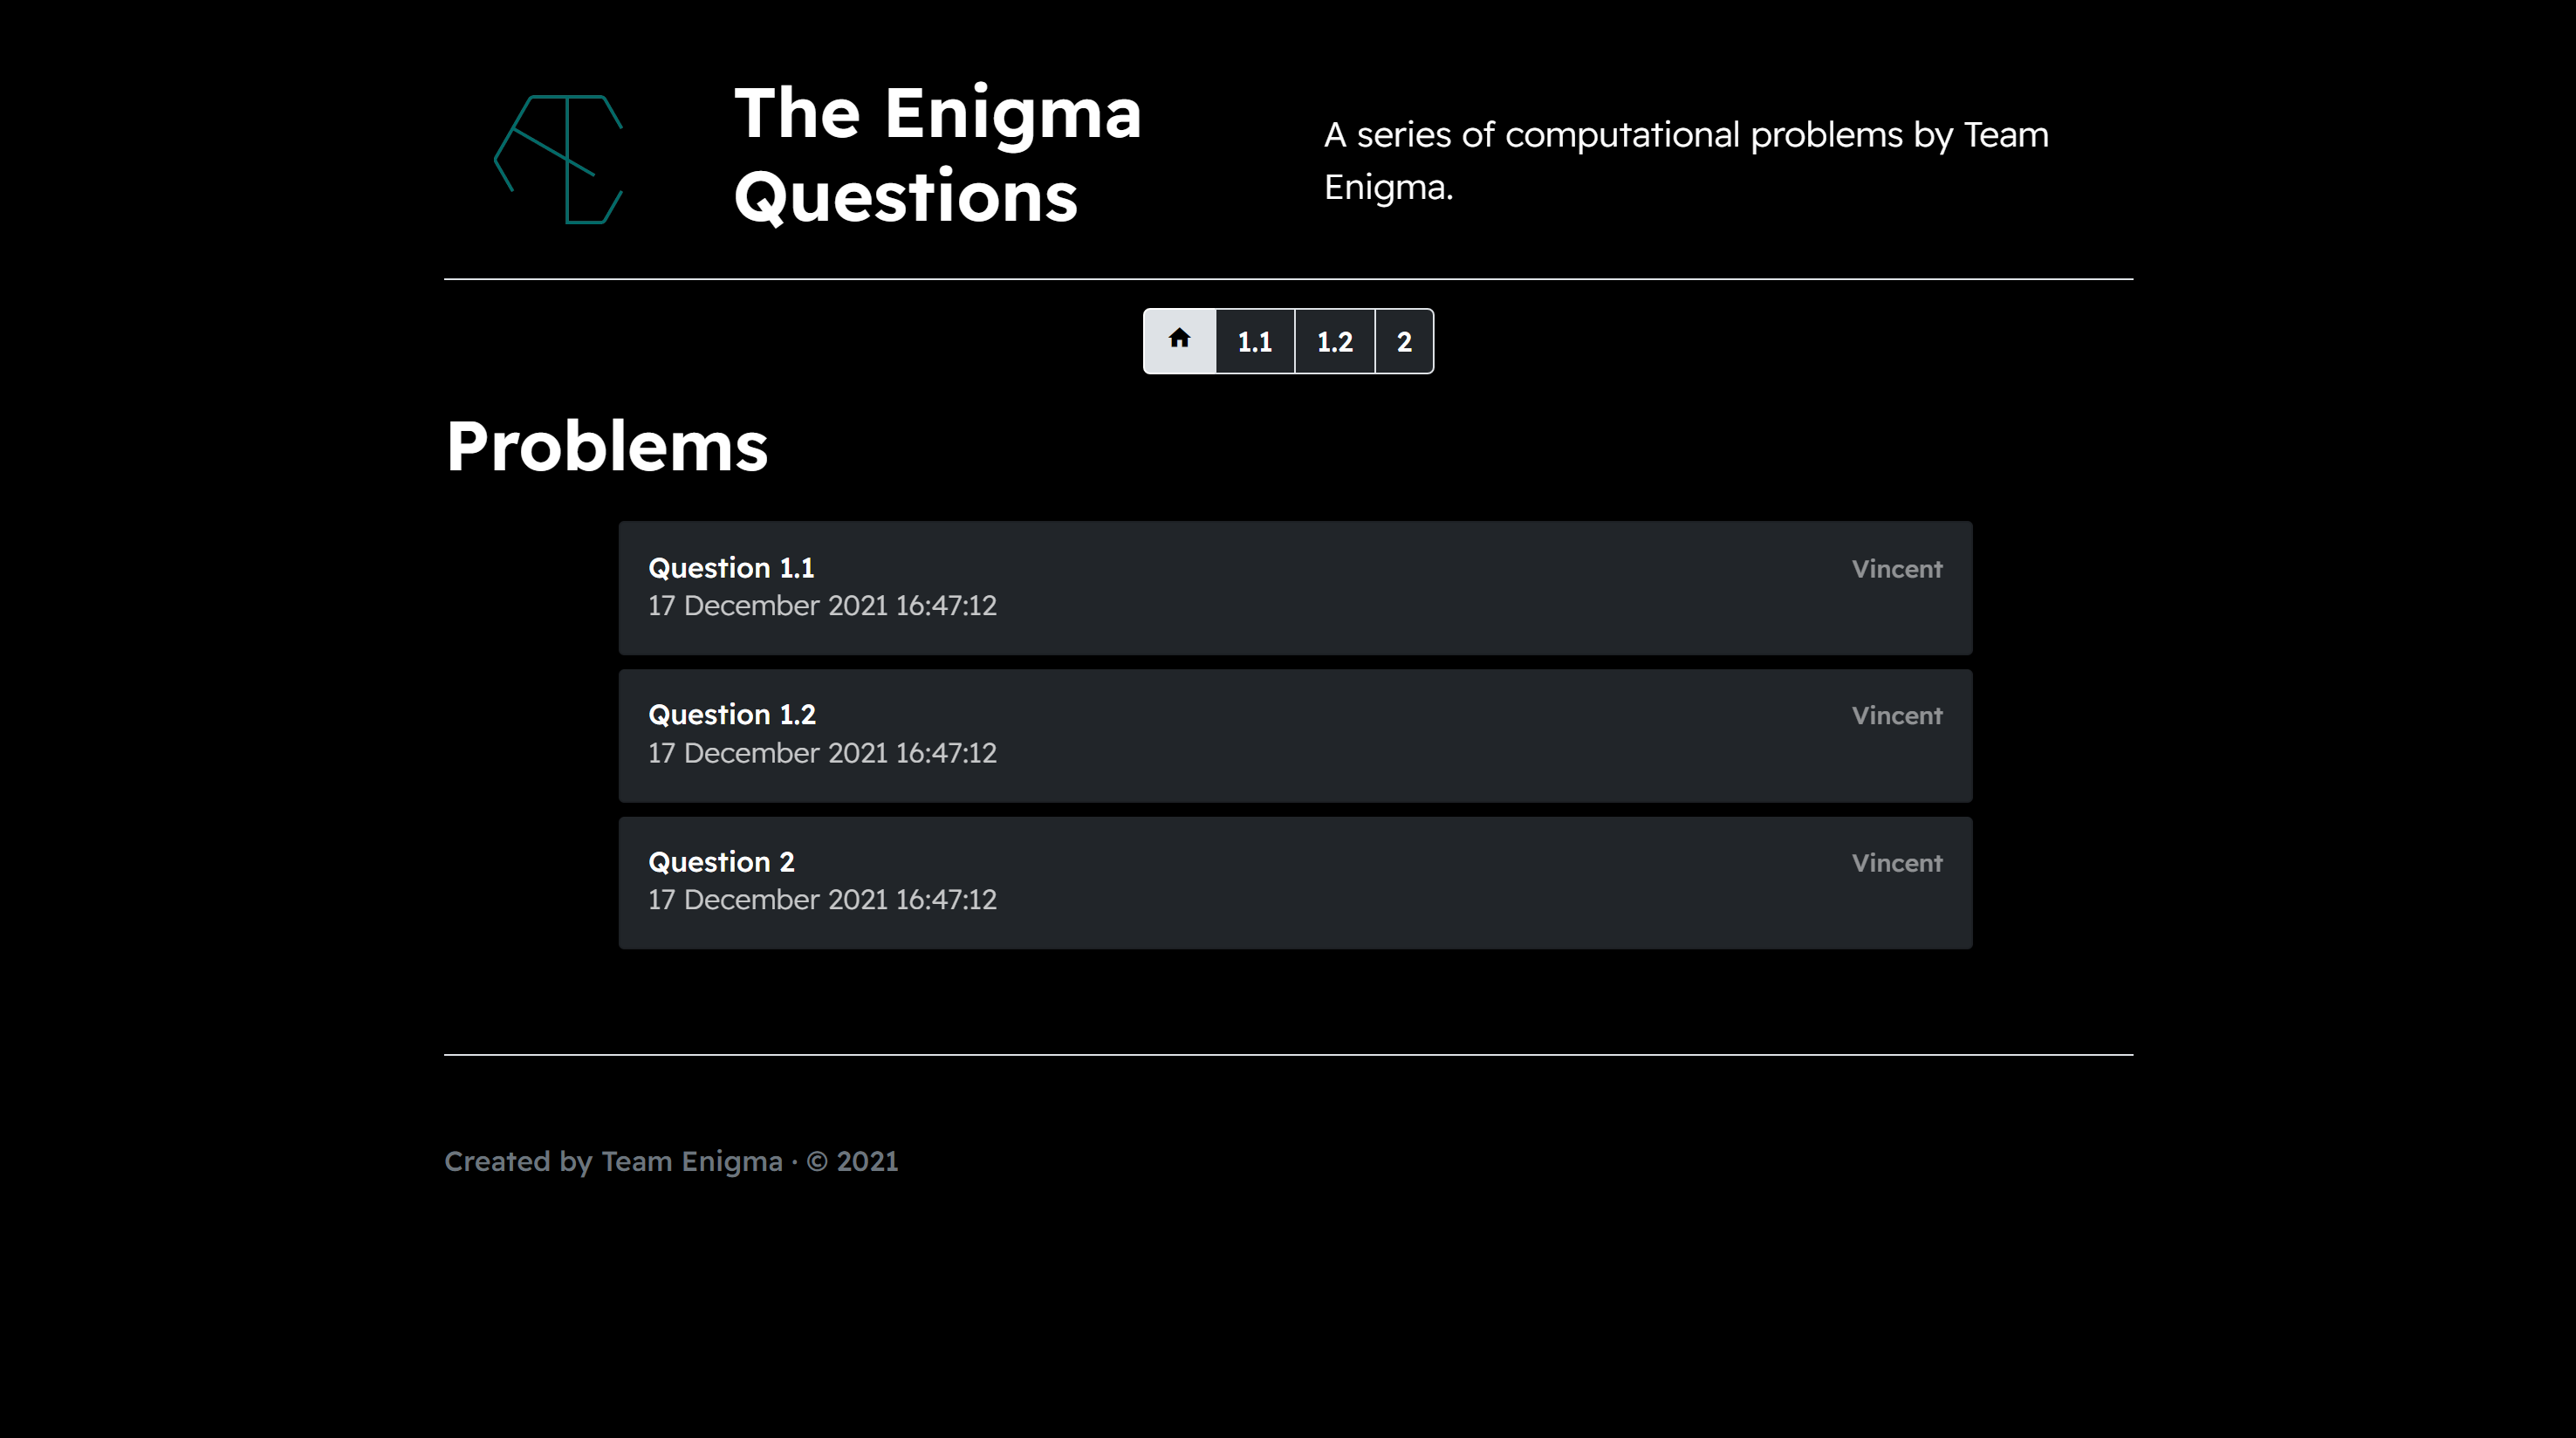 The Enigma
Questions
A series of computational problems by Team
Enigma.
1.1
1.2
2
Problems
Question 1.1
Vincent
17 December 2021 16:47:12
Question 1.2
Vincent
17 December 2021 16:47:12
Question 2
Vincent
17 December 2021 16:47:12
Created by Team Enigma · © 2021